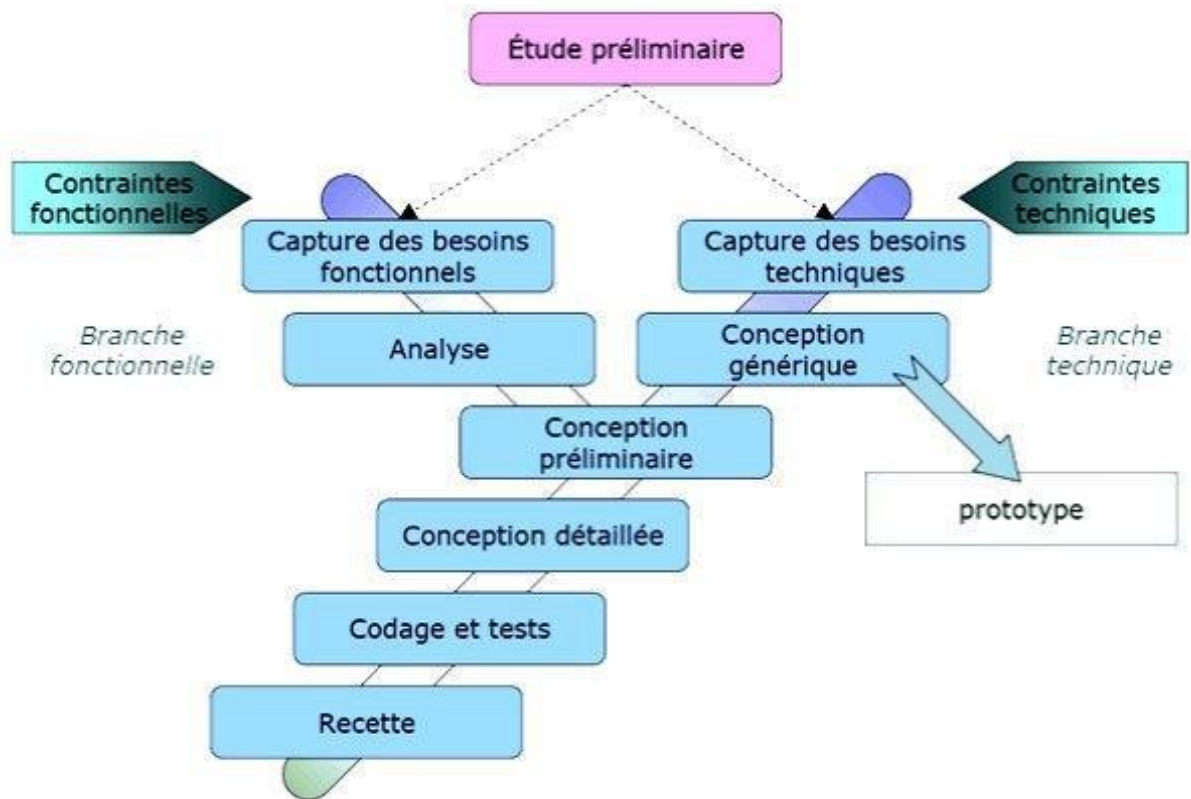 Étude préliminaire
Contraintes
fonctionnelles
Contraintes
techniques
Capture des besoins
fonctionnels
Capture des besoins
techniques
Branche
fonctionnelle
Analyse
Conception
générique
Branche
technique
Conception
préliminaire
prototype
Conception détaillée
Codage et tests
Recette